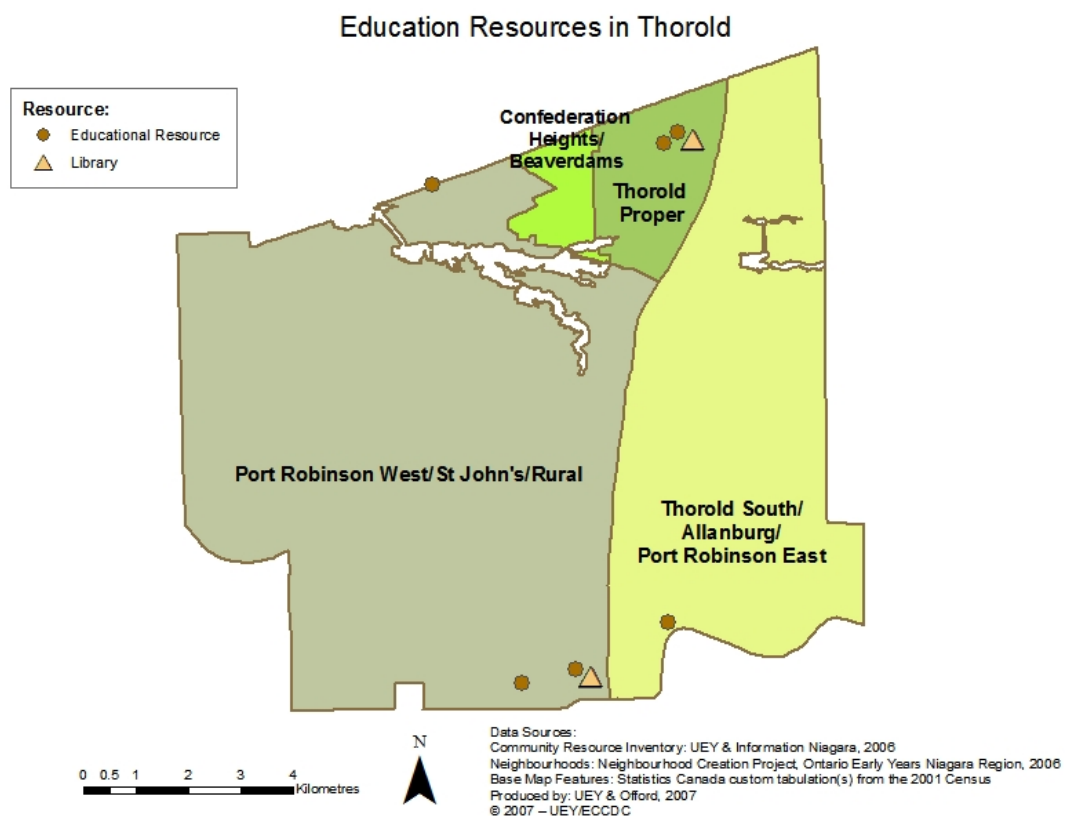 Education Resources in Thorold
Resource:
Educational Resource
Library
Confederation
Heights/
Beaverdams
Thorold
Proper
Port Robinson West/St John's/Rural
Thorold South/
Allanburg/
Port Robinson East
N
0 0.5 1 2 3 4
Kilometres
Data Sources:
Community Resource Inventory: UEY & Information Niagara, 2006
Neighbourhoods: Neighbourhood Creation Project, Ontario Early Years Niagara Region, 2006
Base Map Features: Statistics Canada custom tabulation(s) from the 2001 Census
Produced by: UEY & Offord, 2007
© 2007 – UEY/ECCDC